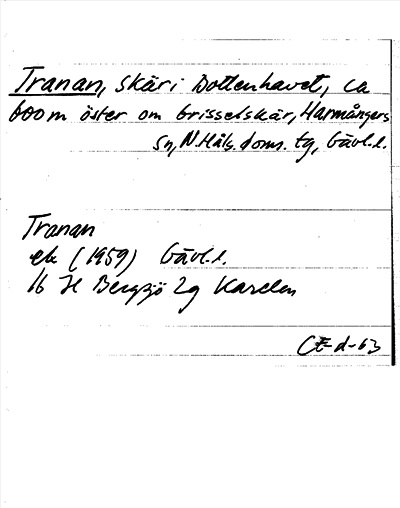 Tranan, skär i Bottenhavet, ca
600 m öster om Grisselskär, Harmångers
sn, N. Häls. doms. tg, Gävl. l.
Tranan
ek (1959) Gävl. l.
16 H Bergsjö 2g Kartan
CE-d-63